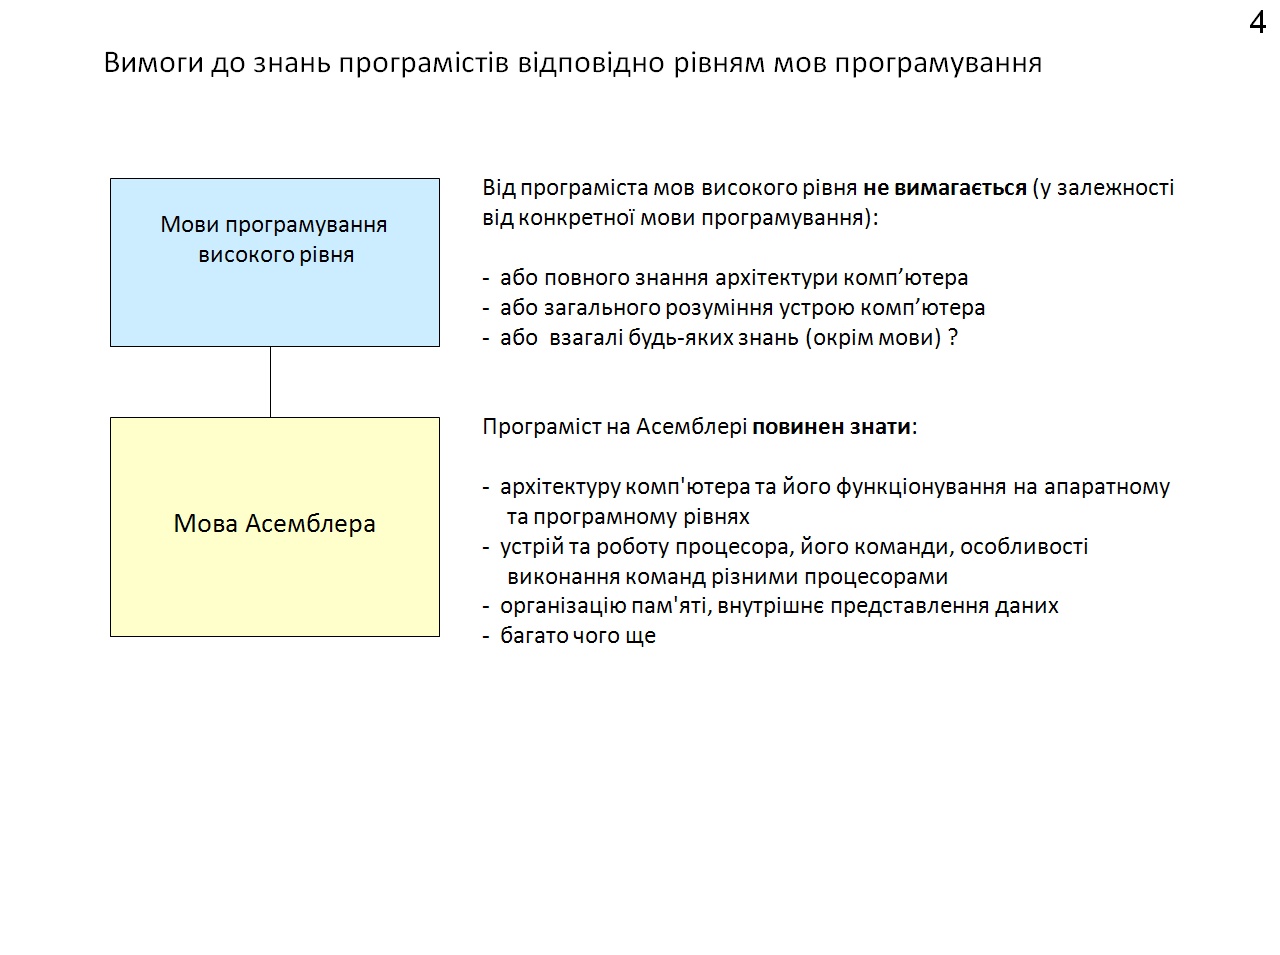 4
Вимоги до знань програмістів відповідно рівням мов програмування
Мови програмування
високого рівня
Від програміста мов високого рівня не вимагається (у залежності
від конкретної мови програмування):
- або повного знання архітектури комп’ютера
- або загального розуміння устрою комп’ютера
- або взагалі будь-яких знань (окрім мови) ?
Мова Асемблера
Програміст на Асемблері повинен знати:
- архітектуру комп'ютера та його функціонування на апаратному
та програмному рівнях
- устрій та роботу процесора, його команди, особливості
виконання команд різними процесорами
- організацію пам'яті, внутрішнє представлення даних
- багато чого ще